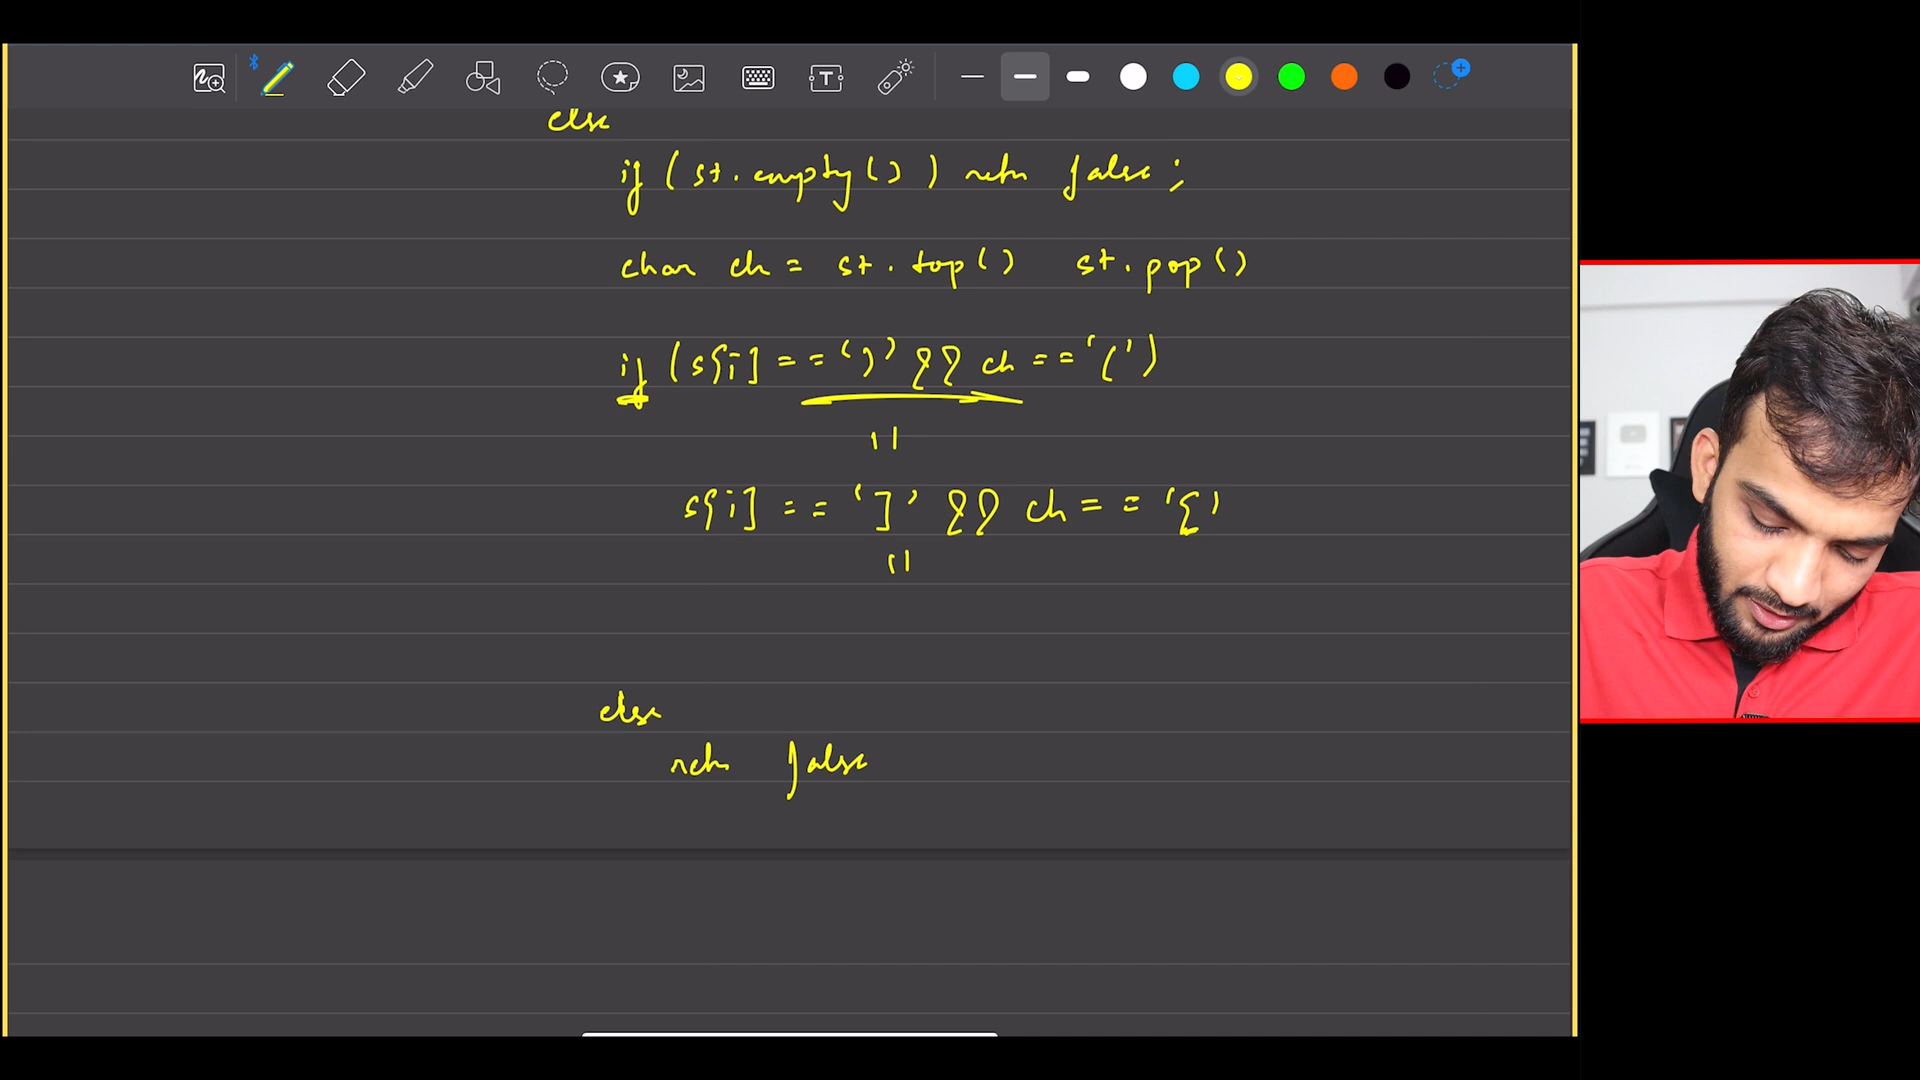 else
if (st.empty()) retn false;
char ch = st.top() st.pop()
if (s[i] == ')' && ch == '(')
||
s[i] == ']' && ch == '['
||
else
retn false